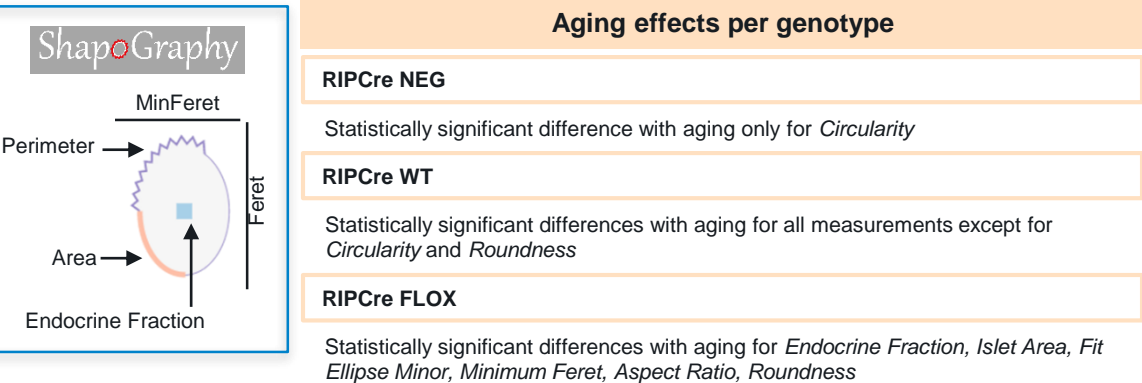 ShapoGraphy
MinFeret
Perimeter
Feret
Area
Endocrine Fraction
Aging effects per genotype
RIPCre NEG
Statistically significant difference with aging only for Circularity
RIPCre WT
Statistically significant differences with aging for all measurements except for
Circularity and Roundness
RIPCre FLOX
Statistically significant differences with aging for Endocrine Fraction, Islet Area, Fit
Ellipse Minor, Minimum Feret, Aspect Ratio, Roundness